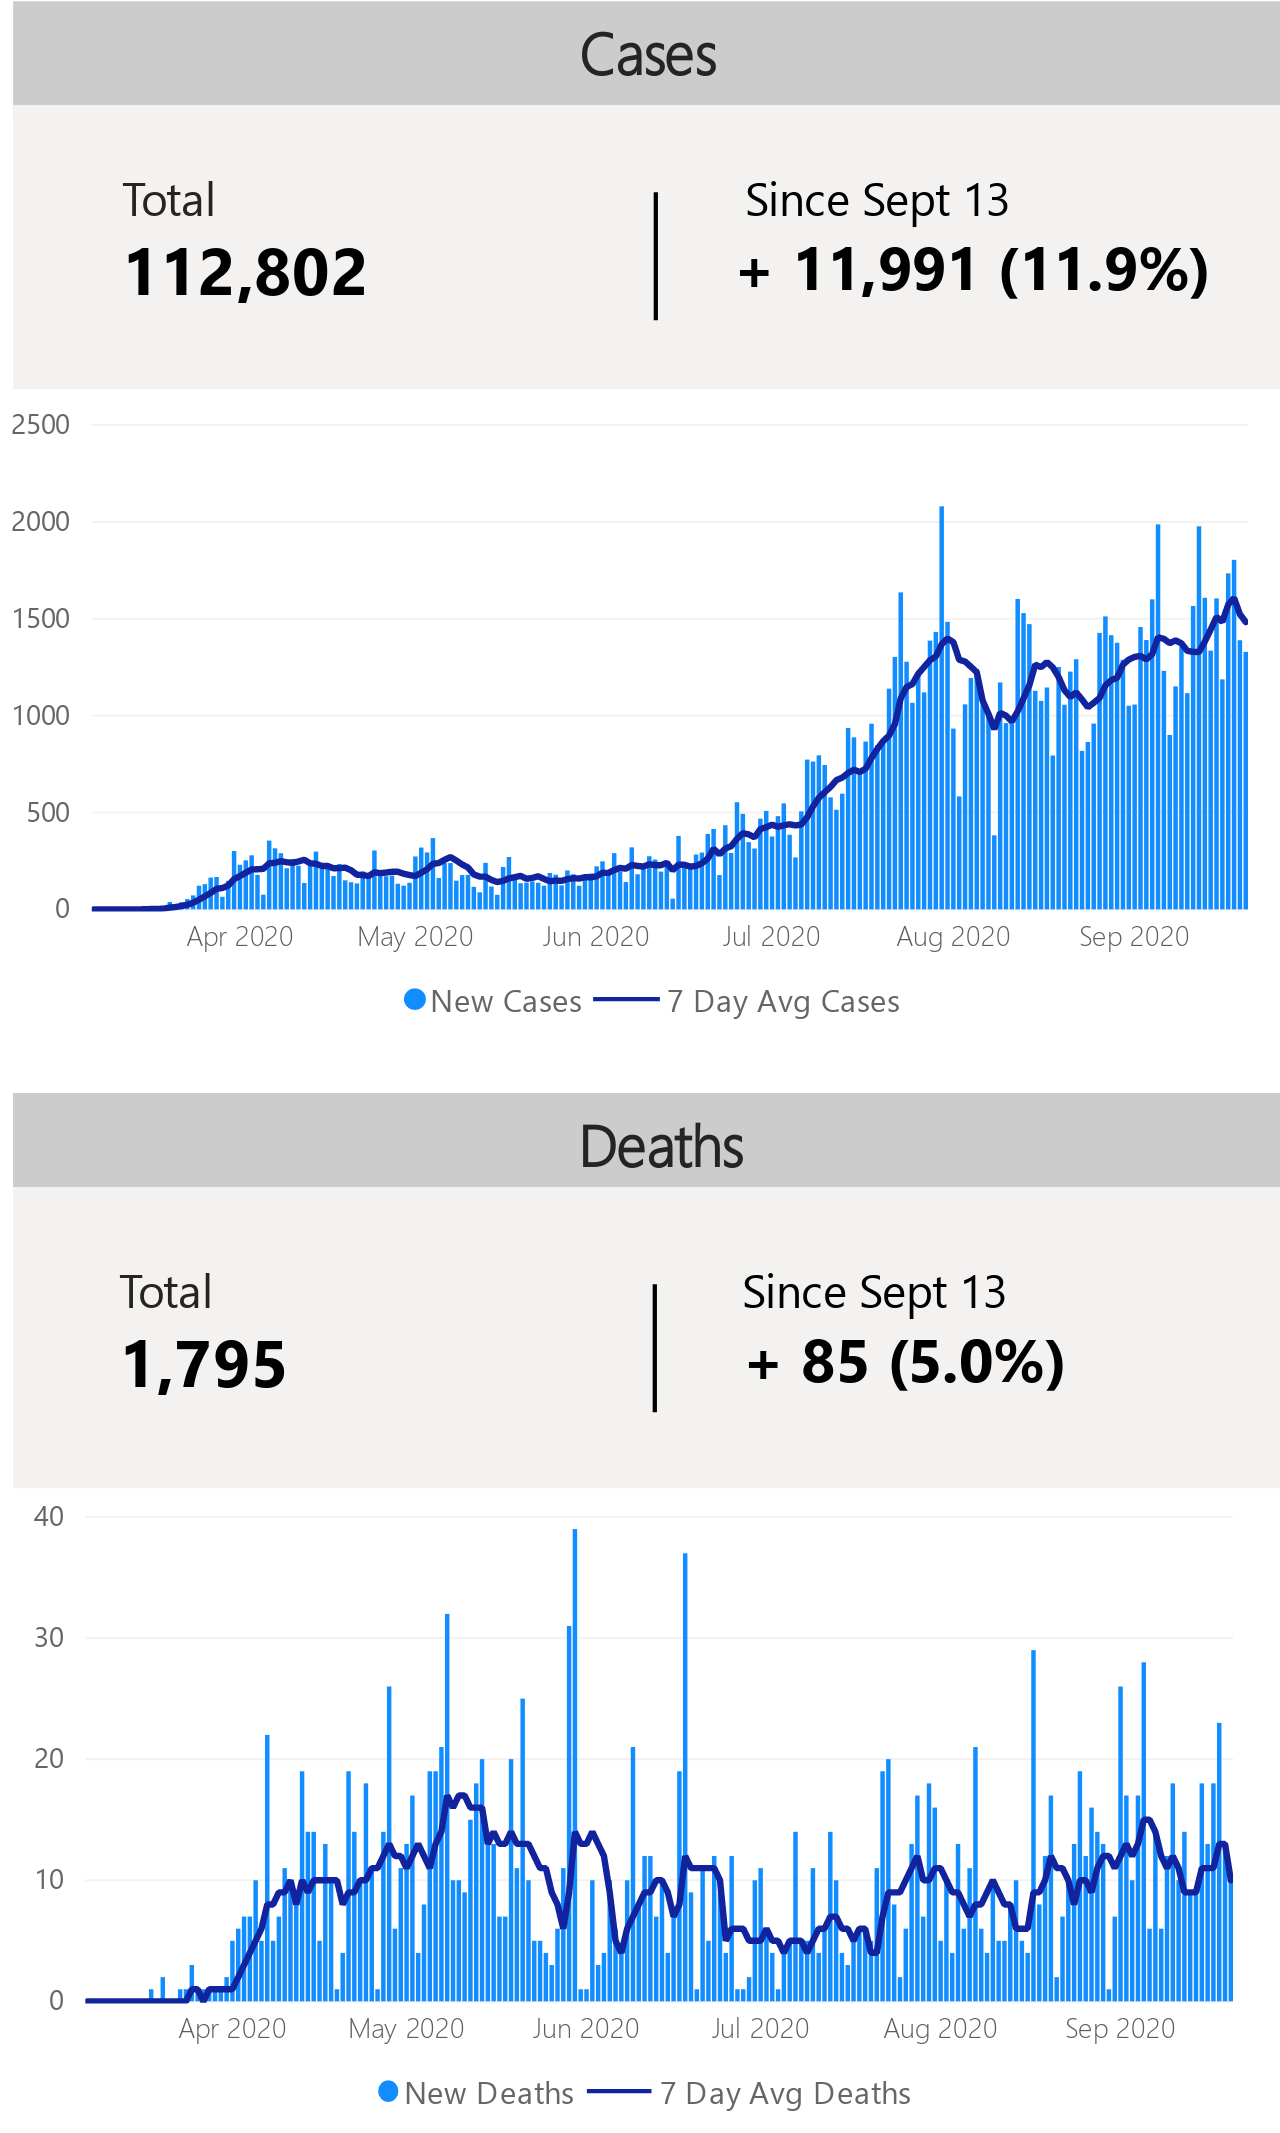 Cases
Total
Since Sept 13
112,802
+ 11,991 (11.9%)
2500
2000
1500
1000
500
0
Apr 2020 May 2020 Jun 2020 Jul 2020 Aug 2020 Sep 2020
New Cases 7 Day Avg Cases
Deaths
Total
Since Sept 13
1,795
+ 85 (5.0%)
40
30
20
10
0
Apr 2020 May 2020 Jun 2020 Jul 2020 Aug 2020 Sep 2020
New Deaths 7 Day Avg Deaths